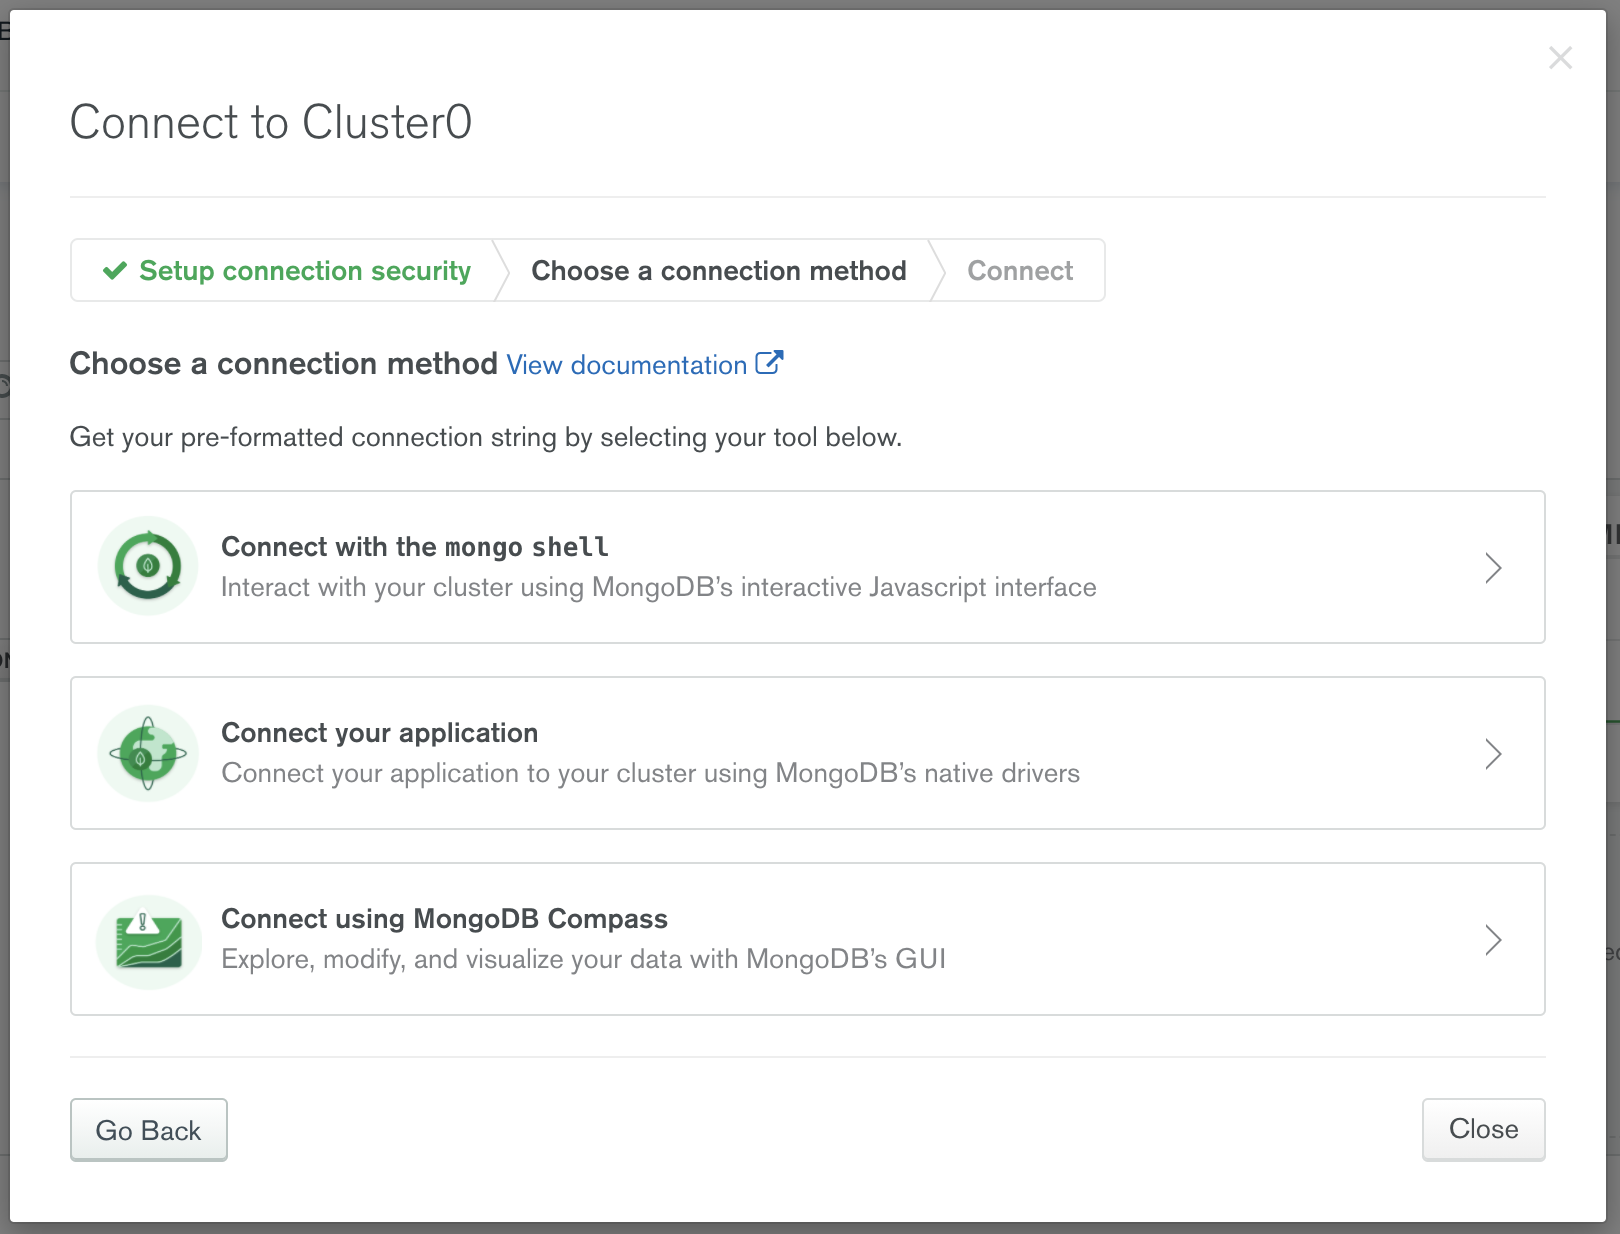 Connect to Cluster0
Setup connection security
Choose a connection method
Connect
Choose a connection method View documentation
Get your pre-formatted connection string by selecting your tool below.
Connect with the mongo shell
Interact with your cluster using MongoDB’s interactive Javascript interface
Connect your application
Connect your application to your cluster using MongoDB’s native drivers
Connect using MongoDB Compass
Explore, modify, and visualize your data with MongoDB’s GUI
Go Back
Close